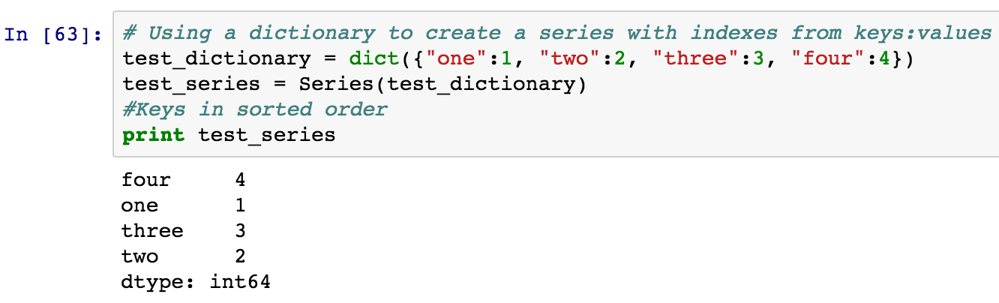 In [63]: # Using a dictionary to create a series with indexes from keys:values
test_dictionary = dict({"one":1, "two":2, "three":3, "four":4})
test_series = Series(test_dictionary)
#Keys in sorted order
print test_series
four 4
one 1
three 3
two 2
dtype: int64